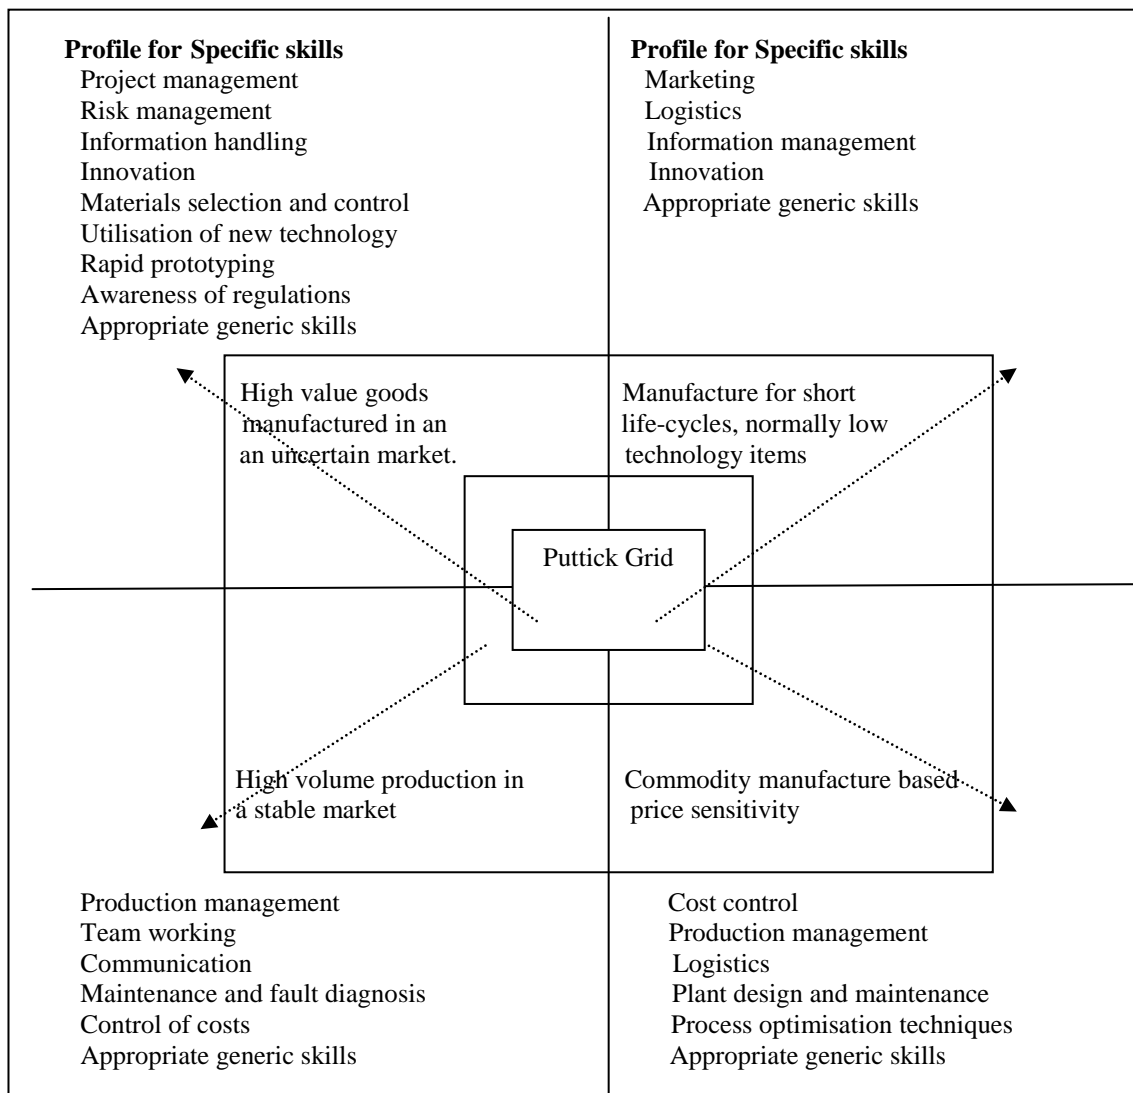 Profile for Specific skills
Project management
Risk management
Information handling
Innovation
Materials selection and control
Utilisation of new technology
Rapid prototyping
Awareness of regulations
Appropriate generic skills
Profile for Specific skills
Marketing
Logistics
Information management
Innovation
Appropriate generic skills
High value goods
manufactured in an
an uncertain market.
Manufacture for short
life-cycles, normally low
technology items
Puttick Grid
High volume production in
a stable market
Commodity manufacture based
price sensitivity
Production management
Team working
Communication
Maintenance and fault diagnosis
Control of costs
Appropriate generic skills
Cost control
Production management
Logistics
Plant design and maintenance
Process optimisation techniques
Appropriate generic skills